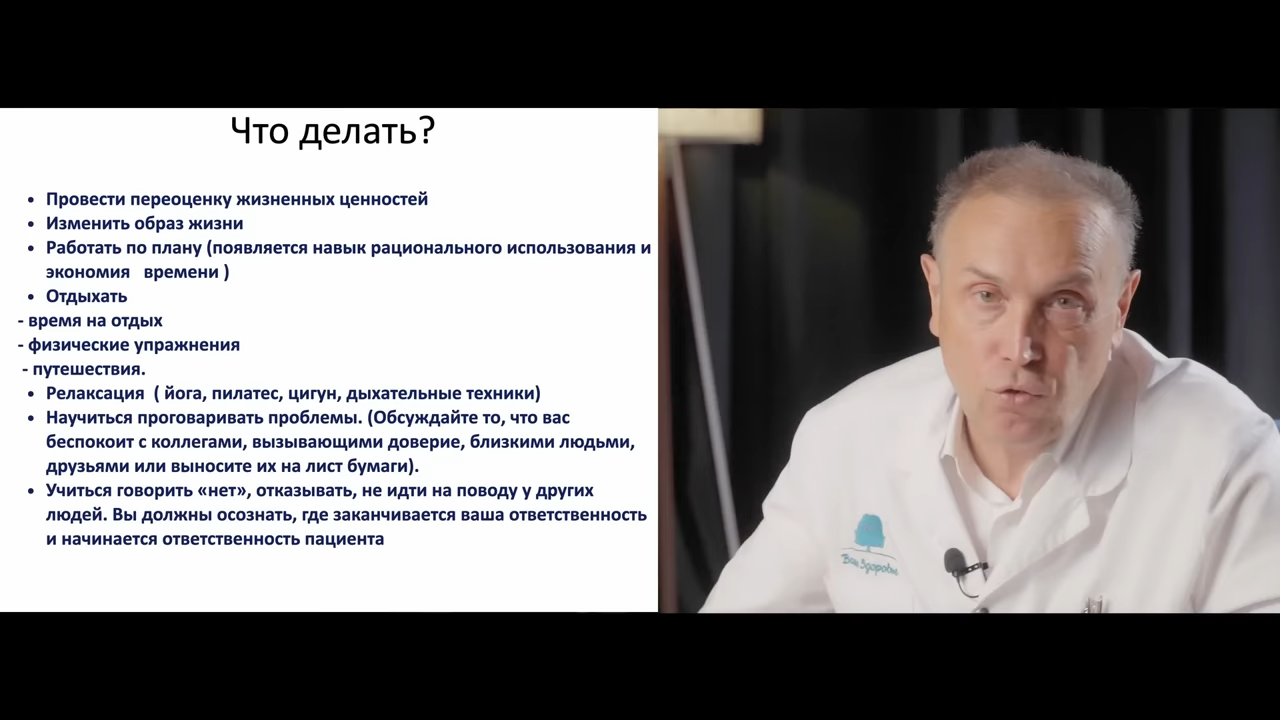 Что делать?
• Провести переоценку жизненных ценностей
• Изменить образ жизни
• Работать по плану (появляется навык рационального использования и
экономия времени )
• Отдыхать
- время на отдых
- физические упражнения
- путешествия.
• Релаксация ( йога, пилатес, цигун, дыхательные техники)
• Научиться проговаривать проблемы. (Обсуждайте то, что вас
беспокоит с коллегами, вызывающими доверие, близкими людьми,
друзьями или выносите их на лист бумаги).
• Учиться говорить «нет», отказывать, не идти на поводу у других
людей. Вы должны осознать, где заканчивается ваша ответственность
и начинается ответственность пациента
Ваше Здоровье